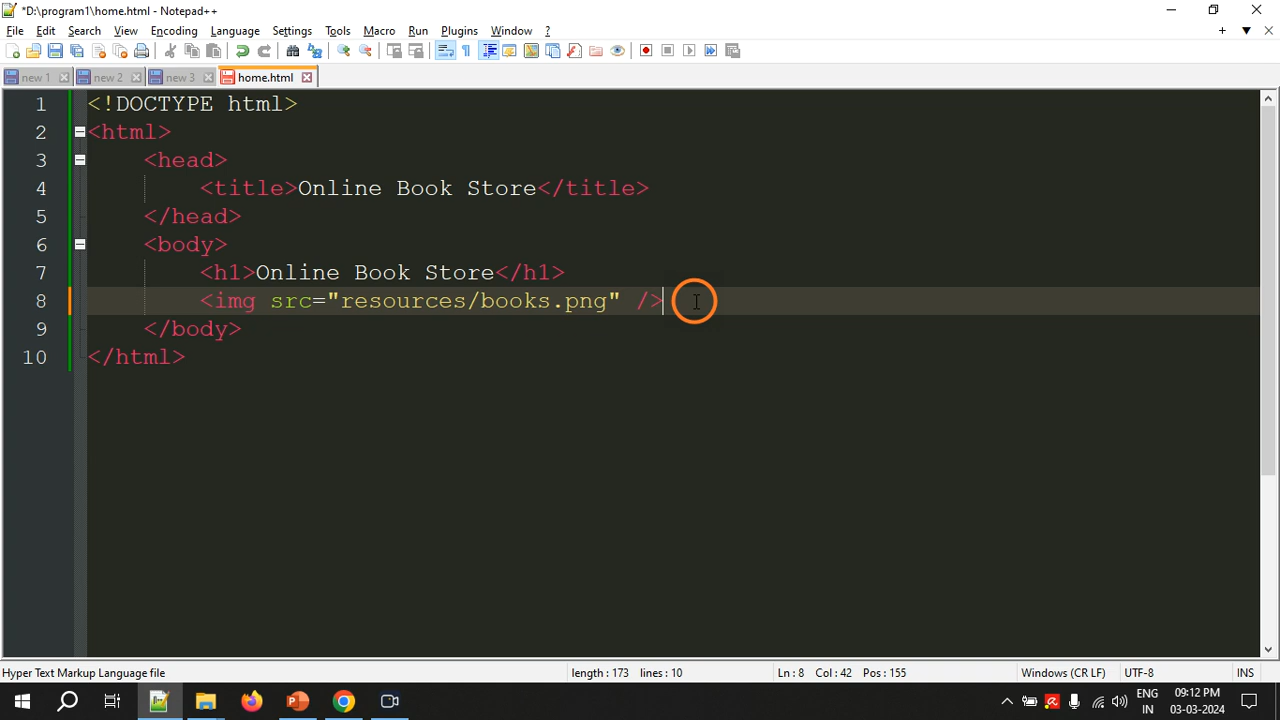 *D:\program1\home.html - Notepad++
File Edit Search View Encoding Language Settings Tools Macro Run Plugins Window ?
new 1 new 2 new 3 home.html
1 <!DOCTYPE html>
2 <html>
3 <head>
4 <title>Online Book Store</title>
5 </head>
6 <body>
7 <h1>Online Book Store</h1>
8 <img src="resources/books.png" />
9 </body>
10 </html>
Hyper Text Markup Language file length : 173 lines : 10 Ln : 8 Col : 42 Pos : 155 Windows (CR LF) UTF-8 INS
ENG 09:12 PM
IN 03-03-2024